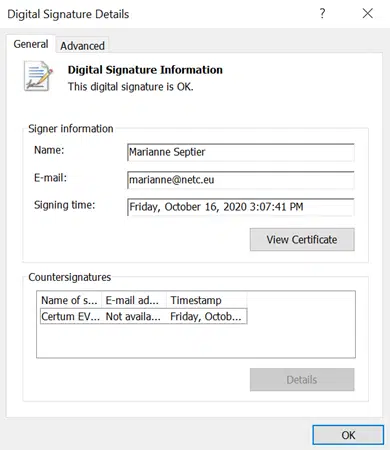 Digital Signature Details
General Advanced
Digital Signature Information
This digital signature is OK.
Signer information
Name: Marianne Septier
E-mail: marianne@netc.eu
Signing time: Friday, October 16, 2020 3:07:41 PM
View Certificate
Countersignatures
Name of s... E-mail ad... Timestamp
Certum EV... Not availa... Friday, Octob...
Details
OK